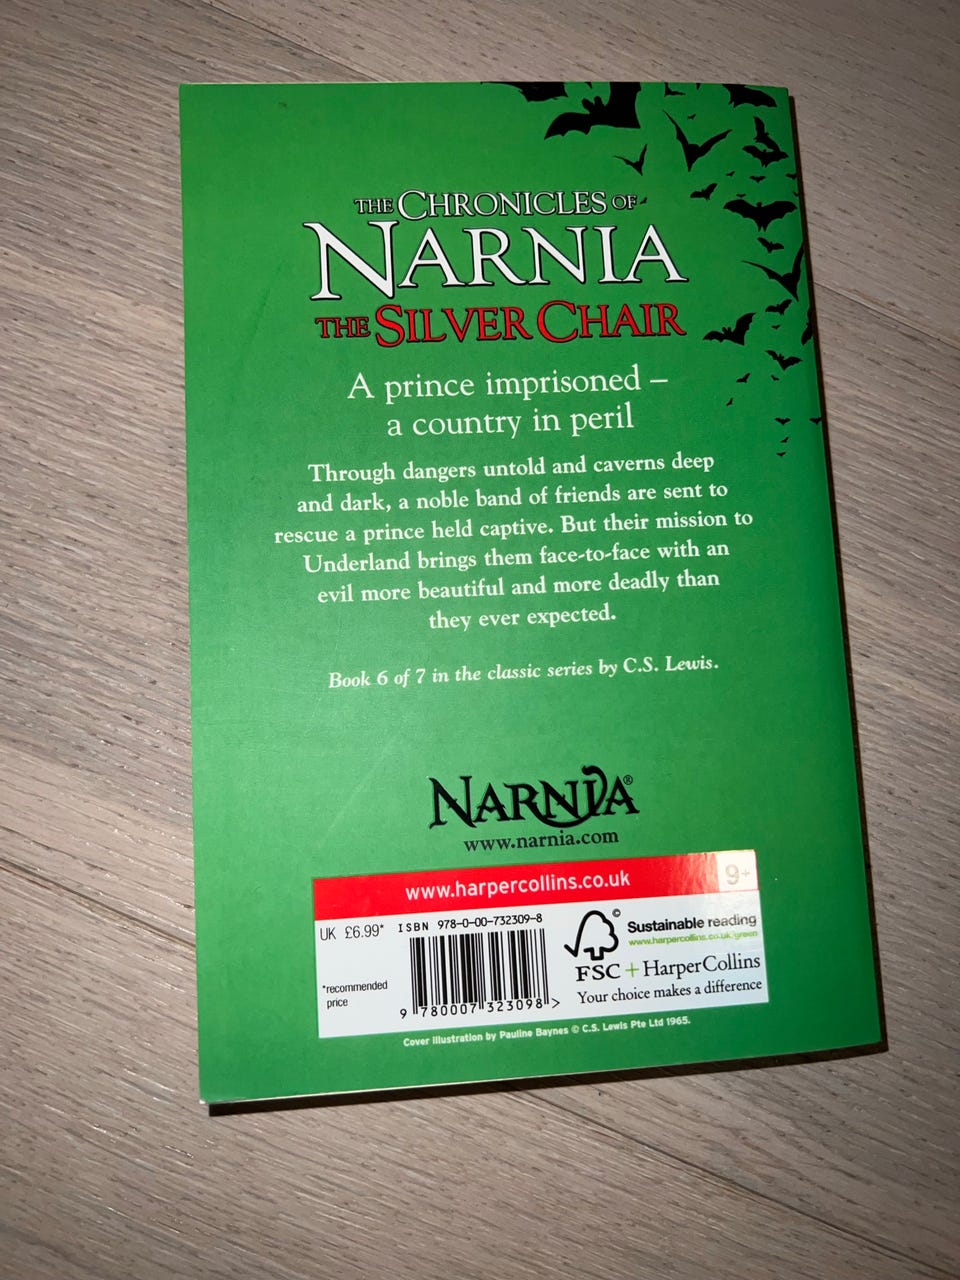 THE CHRONICLES OF
NARNIA
THE SILVER CHAIR
A prince imprisoned –
a country in peril
Through dangers untold and caverns deep
and dark, a noble band of friends are sent to
rescue a prince held captive. But their mission to
Underland brings them face-to-face with an
evil more beautiful and more deadly than
they ever expected.
Book 6 of 7 in the classic series by C.S. Lewis.
NARNIA®
www.narnia.com
www.harpercollins.co.uk
9+
UK £6.99*
*recommended
price
ISBN 978-0-00-732309-8
9 780007 323098 >
©
Sustainable reading
www.harpercollins.co.uk/green
FSC + HarperCollins
Your choice makes a difference
Cover illustration by Pauline Baynes © C.S. Lewis Pte Ltd 1965.